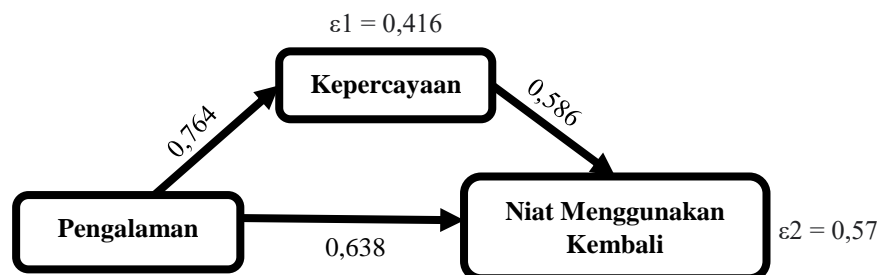 ε1 = 0,416
Kepercayaan
0,764
0,586
Pengalaman
0,638
Niat Menggunakan
Kembali
ε2 = 0,57